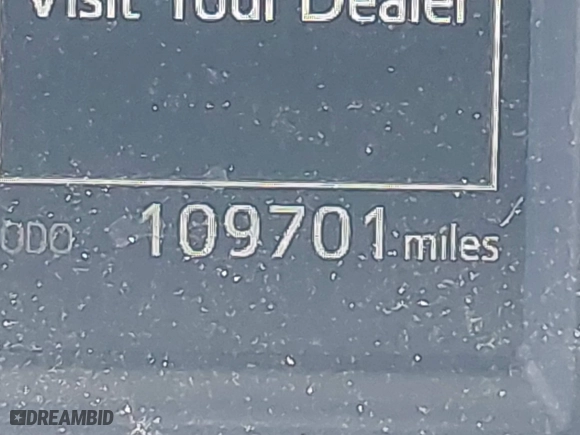 Visit Your Dealer
ODO 109701 miles
DREAMBID